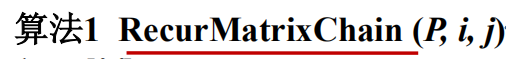 算法1 RecurMatrixChain (P, i, j)